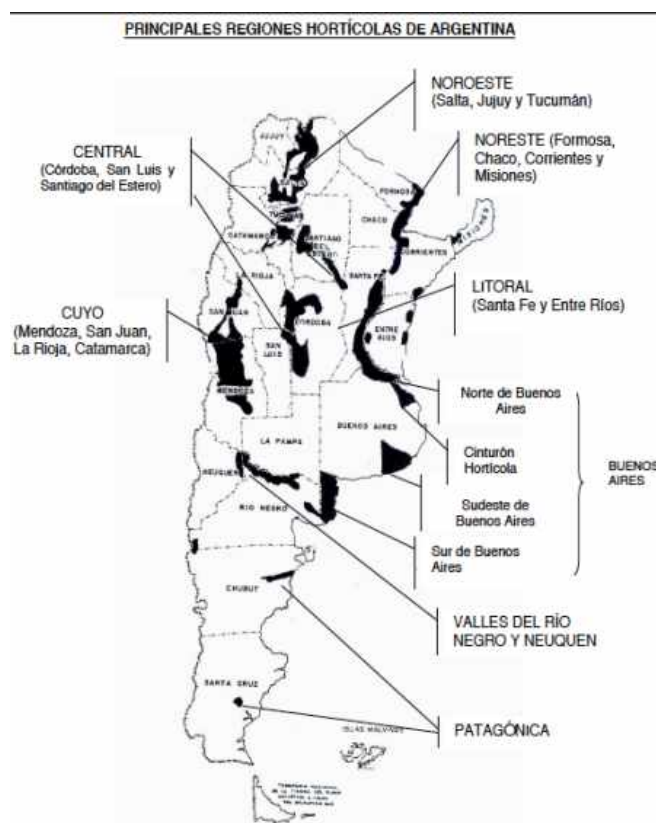 PRINCIPALES REGIONES HORTÍCOLAS DE ARGENTINA
NOROESTE
(Salta, Jujuy y Tucumán)
CENTRAL
(Córdoba, San Luis y
Santiago del Estero)
NORESTE (Formosa,
Chaco, Corrientes y
Misiones)
JUJUY
SALTA
FORMOSA
CHACO
MISIONES
TUCUMAN
CATAMARCA
SANTIAGO
DEL
ESTERO
CORRIENTES
SANTA FE
LA RIOJA
LITORAL
(Santa Fe y Entre Ríos)
CUYO
(Mendoza, San Juan,
La Rioja, Catamarca)
SAN JUAN
CORDOBA
ENTRE
RIOS
SAN
LUIS
MENDOZA
Norte de Buenos
Aires
BUENOS AIRES
LA PAMPA
Cinturón
Hortícola
BUENOS
AIRES
NEUQUEN
Sudeste de
Buenos Aires
RIO NEGRO
Sur de Buenos
Aires
CHUBUT
VALLES DEL RÍO
NEGRO Y NEUQUEN
SANTA CRUZ
PATAGÓNICA
ISLAS MALVINAS